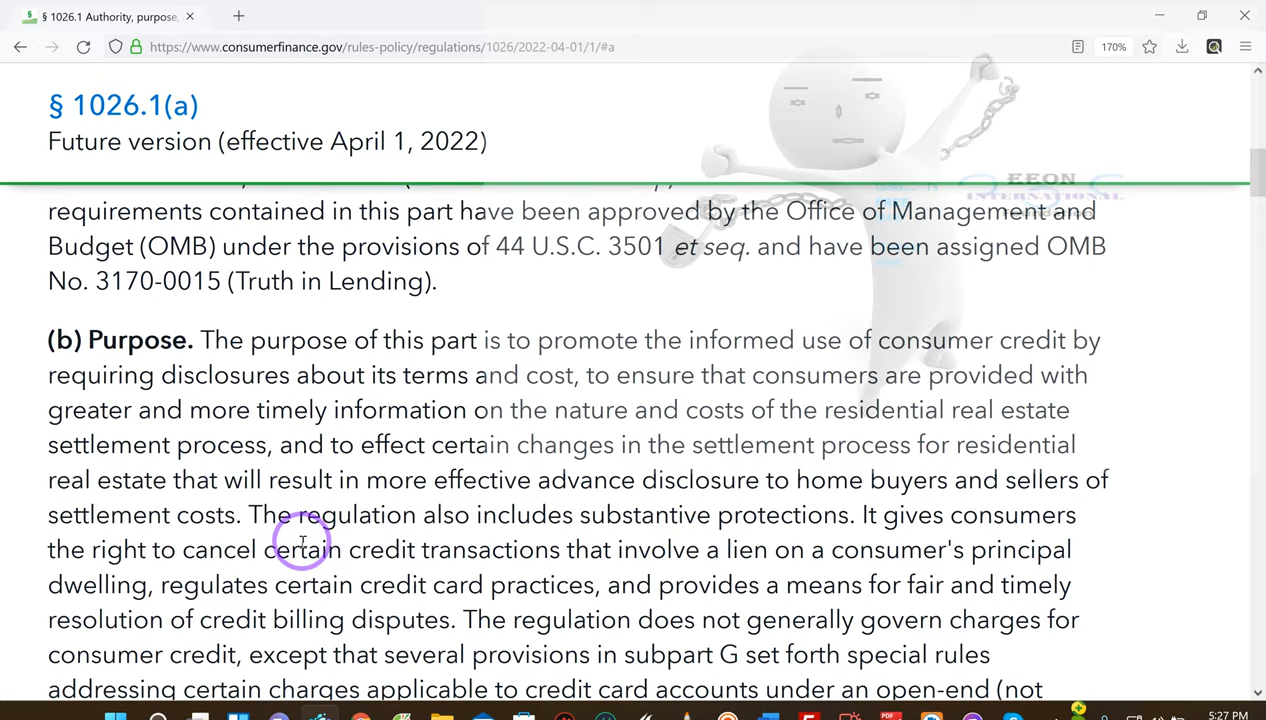 § 1026.1 Authority, purpose,
https://www.consumerfinance.gov/rules-policy/regulations/1026/2022-04-01/1/#a
170%
§ 1026.1(a)
Future version (effective April 1, 2022)
EEON
INTERNATIONAL
Foundation
requirements contained in this part have been approved by the Office of Management and
Budget (OMB) under the provisions of 44 U.S.C. 3501 et seq. and have been assigned OMB
No. 3170-0015 (Truth in Lending).
(b) Purpose. The purpose of this part is to promote the informed use of consumer credit by
requiring disclosures about its terms and cost, to ensure that consumers are provided with
greater and more timely information on the nature and costs of the residential real estate
settlement process, and to effect certain changes in the settlement process for residential
real estate that will result in more effective advance disclosure to home buyers and sellers of
settlement costs. The regulation also includes substantive protections. It gives consumers
the right to cancel certain credit transactions that involve a lien on a consumer's principal
dwelling, regulates certain credit card practices, and provides a means for fair and timely
resolution of credit billing disputes. The regulation does not generally govern charges for
consumer credit, except that several provisions in subpart G set forth special rules
addressing certain charges applicable to credit card accounts under an open-end (not
5:27 PM